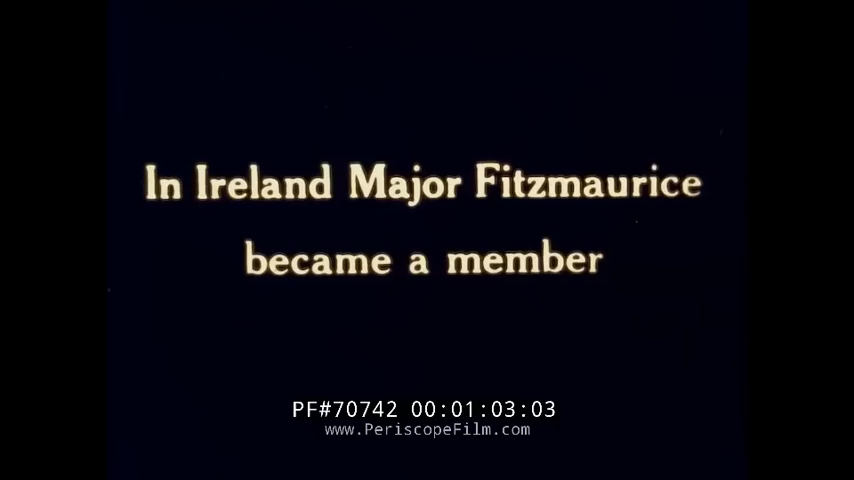 In Ireland Major Fitzmaurice
became a member
PF#70742 00:01:03:03
www.PeriscopeFilm.com